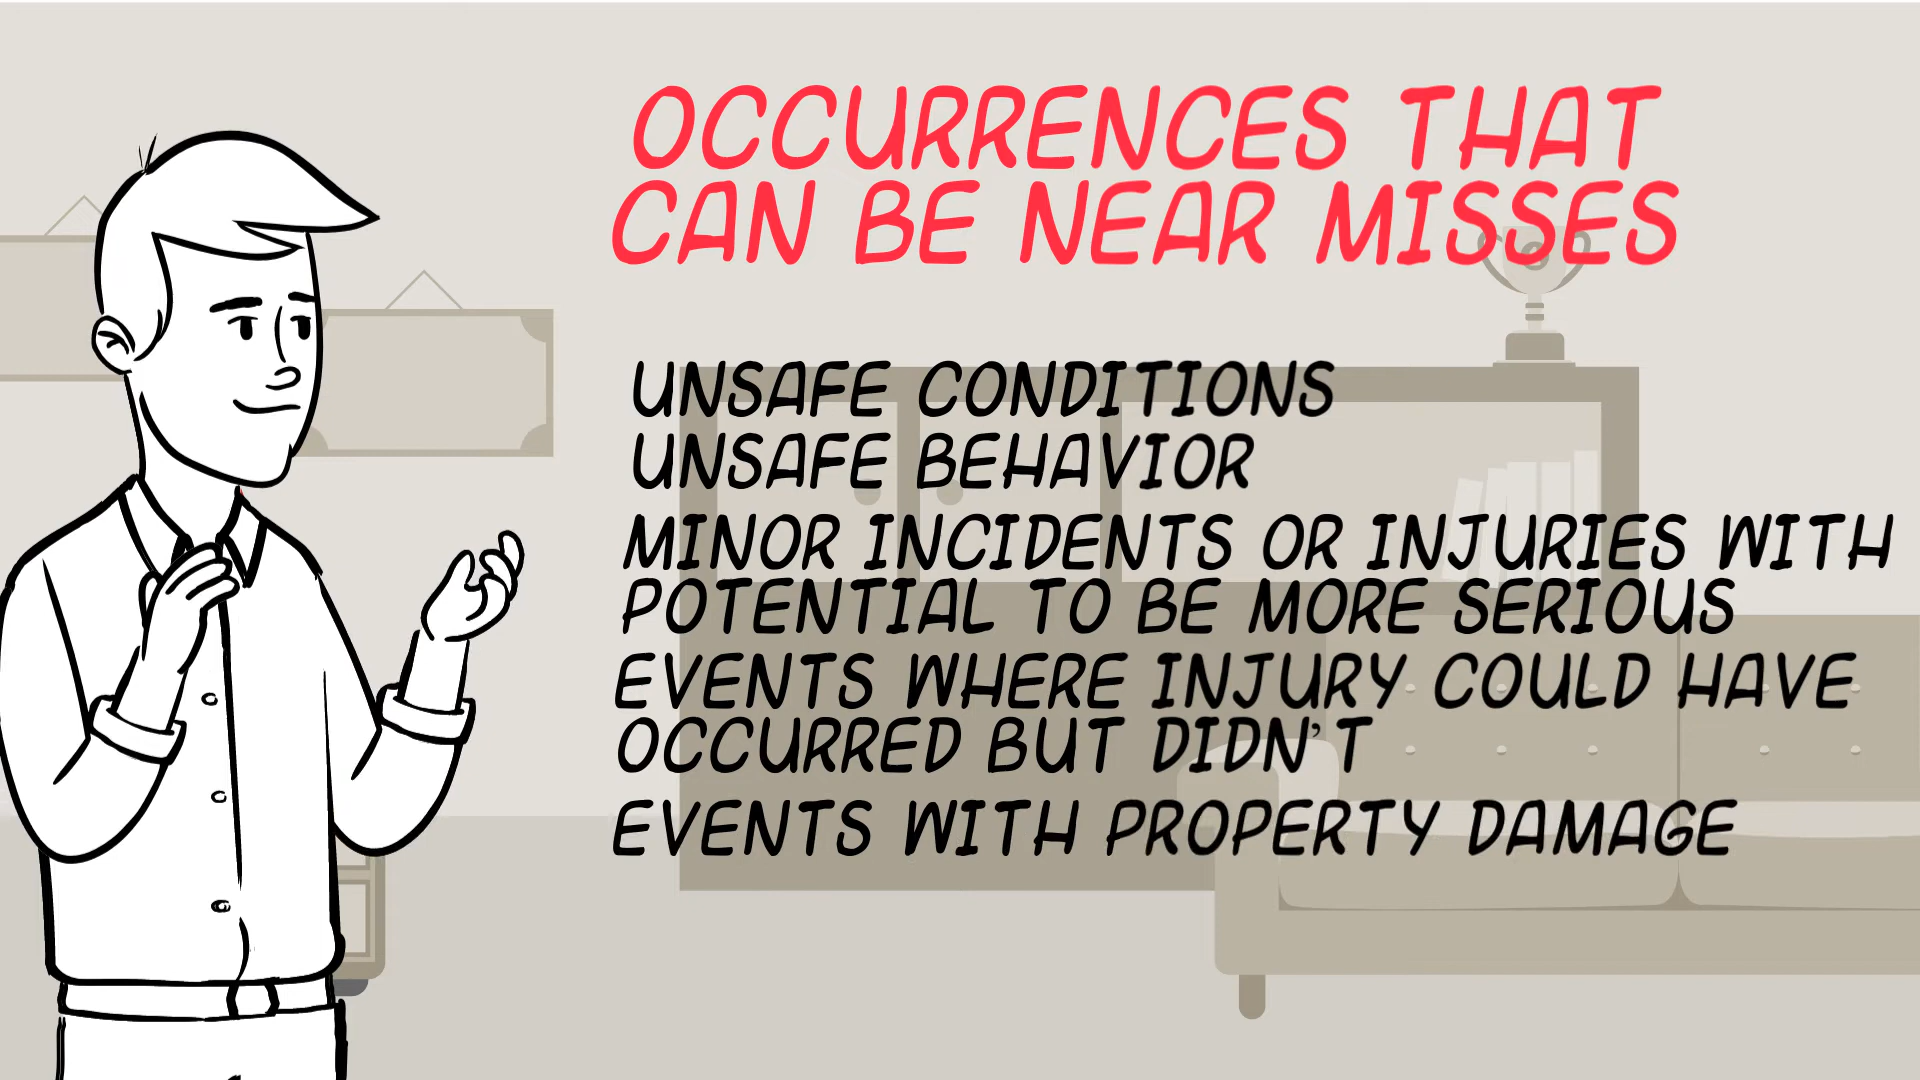 OCCURRENCES THAT
CAN BE NEAR MISSES
UNSAFE CONDITIONS
UNSAFE BEHAVIOR
MINOR INCIDENTS OR INJURIES WITH
POTENTIAL TO BE MORE SERIOUS
EVENTS WHERE INJURY COULD HAVE
OCCURRED BUT DIDN'T
EVENTS WITH PROPERTY DAMAGE